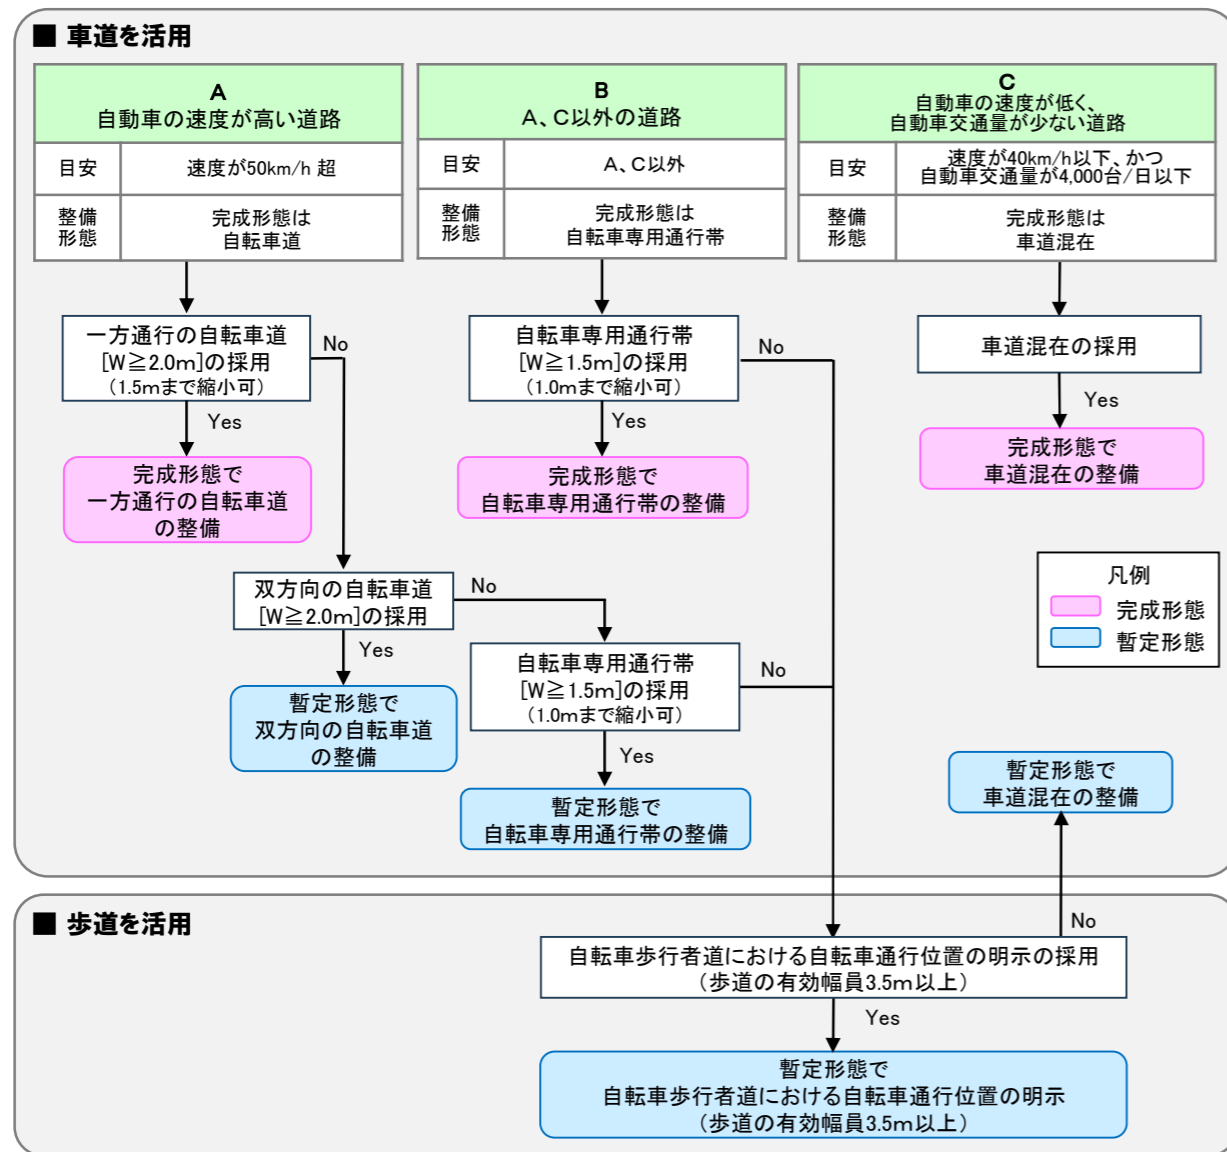 ■ 車道を活用
A
自動車の速度が高い道路
目安
速度が50km/h 超
整備
形態
完成形態は
自転車道
B
A、C以外の道路
目安
A、C以外
整備
形態
完成形態は
自転車専用通行帯
C
自動車の速度が低く、
自動車交通量が少ない道路
目安
速度が40km/h以下、かつ
自動車交通量が4,000台/日以下
整備
形態
完成形態は
車道混在
一方通行の自転車道
[W≧2.0m]の採用
(1.5mまで縮小可)
No
Yes
完成形態で
一方通行の自転車道
の整備
自転車専用通行帯
[W≧1.5m]の採用
(1.0mまで縮小可)
No
Yes
完成形態で
自転車専用通行帯の整備
車道混在の採用
Yes
完成形態で
車道混在の整備
凡例
完成形態
暫定形態
双方向の自転車道
[W≧2.0m]の採用
No
Yes
暫定形態で
双方向の自転車道
の整備
自転車専用通行帯
[W≧1.5m]の採用
(1.0mまで縮小可)
No
Yes
暫定形態で
自転車専用通行帯の整備
暫定形態で
車道混在の整備
■ 歩道を活用
No
自転車歩行者道における自転車通行位置の明示の採用
(歩道の有効幅員3.5m以上)
Yes
暫定形態で
自転車歩行者道における自転車通行位置の明示
(歩道の有効幅員3.5m以上)